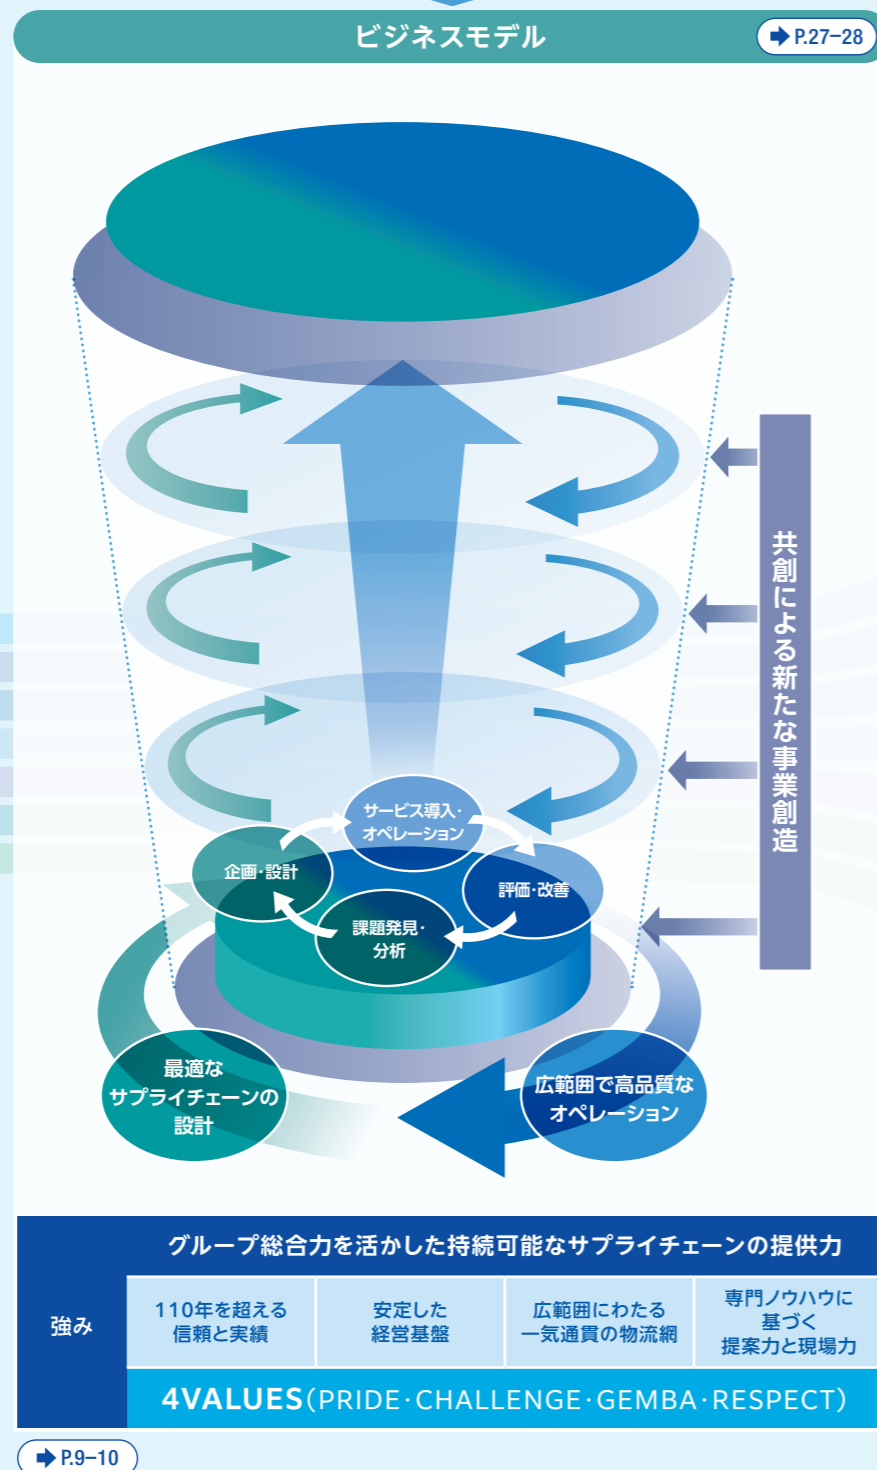 ビジネスモデル
P.27–28
共創による新たな事業創造
サービス導入・
オペレーション
企画・設計
評価・改善
課題発見・
分析
最適な
サプライチェーンの
設計
広範囲で高品質な
オペレーション
強み
グループ総合力を活かした持続可能なサプライチェーンの提供力
110年を超える
信頼と実績
安定した
経営基盤
広範囲にわたる
一気通貫の物流網
専門ノウハウに
基づく
提案力と現場力
4VALUES(PRIDE・CHALLENGE・GEMBA・RESPECT)
P.9–10